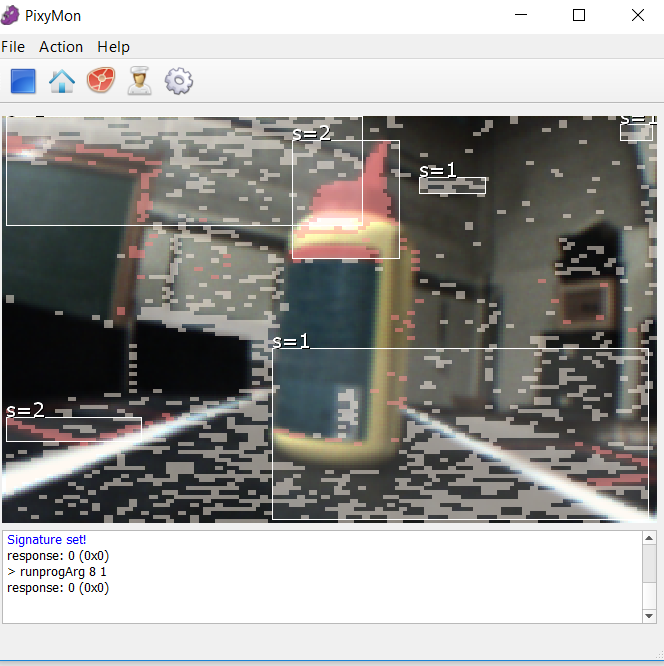 PixyMon
File Action Help
s=2
s=1
s=1
s=1
s=2
Signature set!
response: 0 (0x0)
> runprogArg 8 1
response: 0 (0x0)